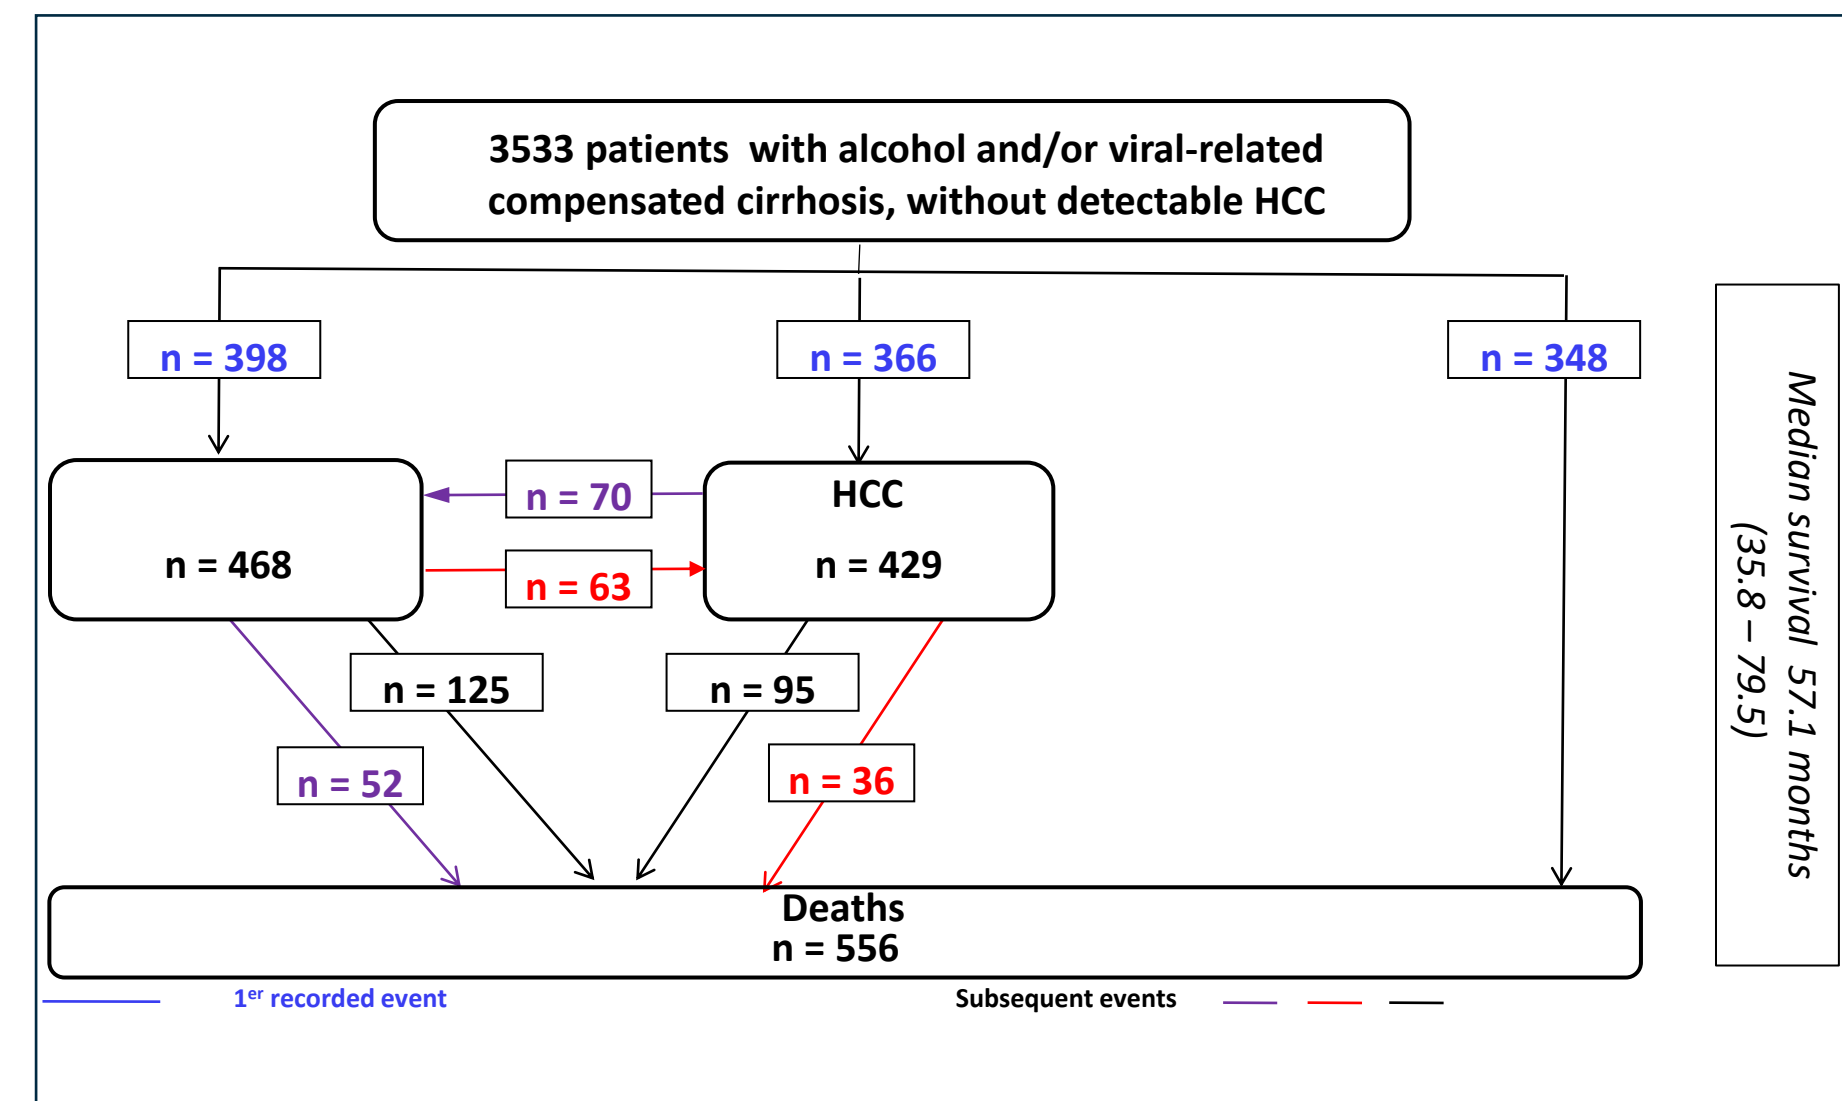 3533 patients with alcohol and/or viral-related
compensated cirrhosis, without detectable HCC
n = 398
n = 366
n = 348
n = 70
HCC
n = 468
n = 63
n = 429
n = 125
n = 95
n = 52
n = 36
Deaths
n = 556
Median survival 57.1 months
(35.8 – 79.5)
1er recorded event
Subsequent events